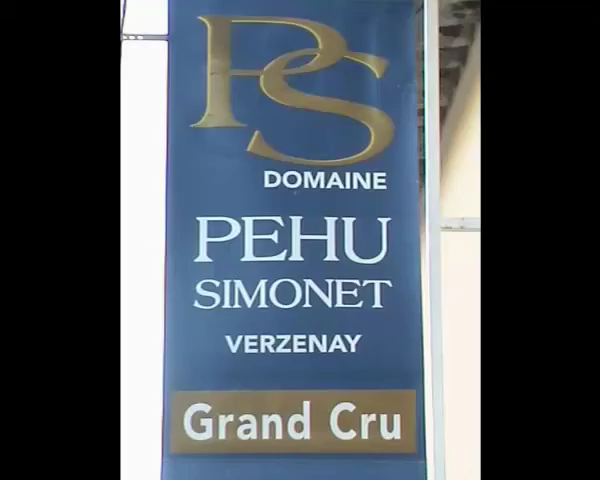 PS
DOMAINE
PEHU
SIMONET
VERZENAY
Grand Cru